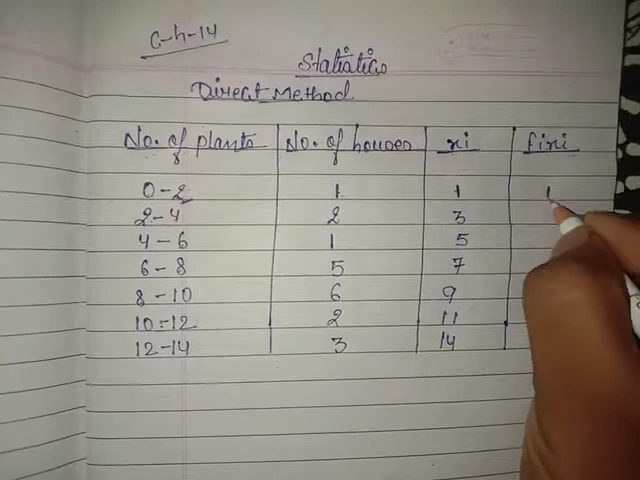 C-h-14
Statistics
Direct Method
No. of plants No. of houses xi fixi
0-2 1 1 1
2-4 2 3
4-6 1 5
6-8 5 7
8-10 6 9
10-12 2 11
12-14 3 14